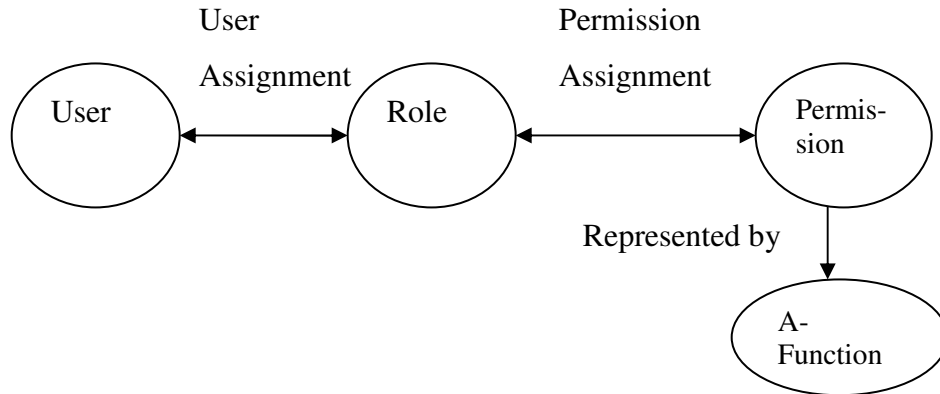 User
Assignment
Permission
Assignment
User
Role
Permis-
sion
Represented by
A-
Function